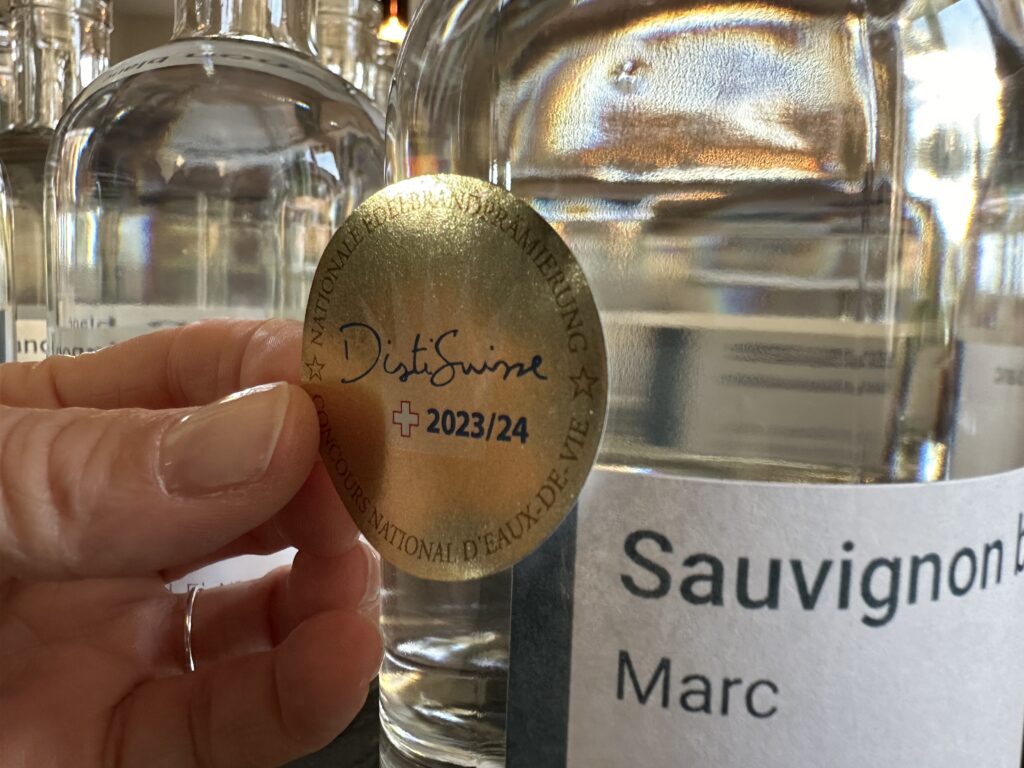 NATIONALE EDELBRANDPRÄMIERUNG
DistiSuisse
2023/24
CONCOURS NATIONAL D'EAUX-DE-VIE
Sauvignon b
Marc